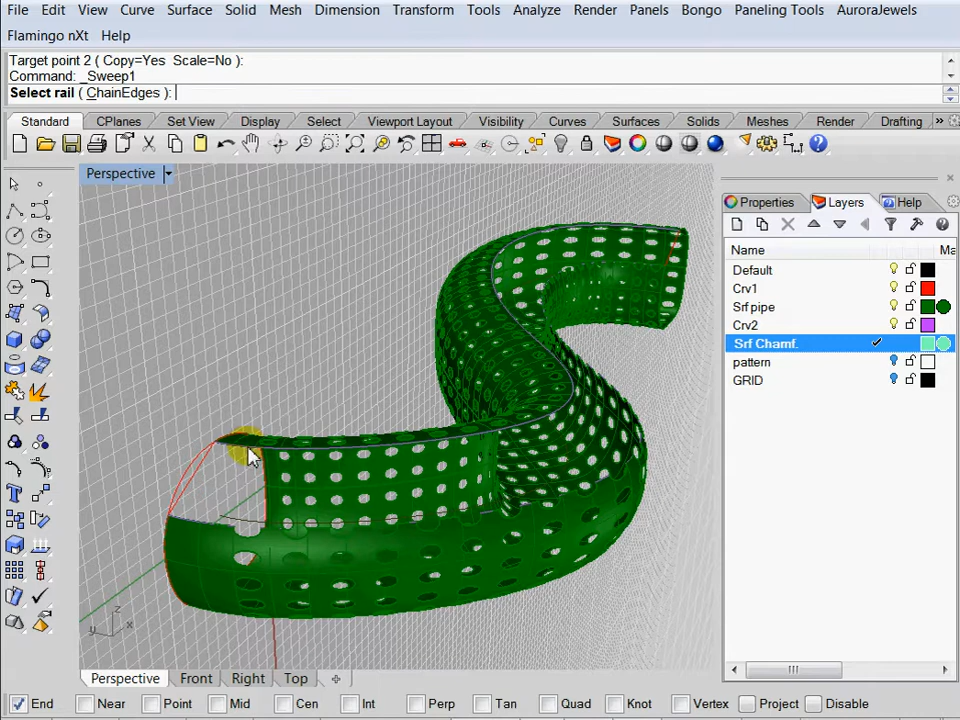 File Edit View Curve Surface Solid Mesh Dimension Transform Tools Analyze Render Panels Bongo Paneling Tools AuroraJewels
Flamingo nXt Help
Target point 2 ( Copy=Yes Scale=No ):
Command: _Sweep1
Select rail ( ChainEdges ):
Standard CPlanes Set View Display Select Viewport Layout Visibility Curves Surfaces Solids Meshes Render Drafting »
Perspective
Properties Layers Help
Name Ma
Default
Crv1
Srf pipe
Crv2
Srf Chamf.
pattern
GRID
z
y x
Perspective Front Right Top
End Near Point Mid Cen Int Perp Tan Quad Knot Vertex Project Disable